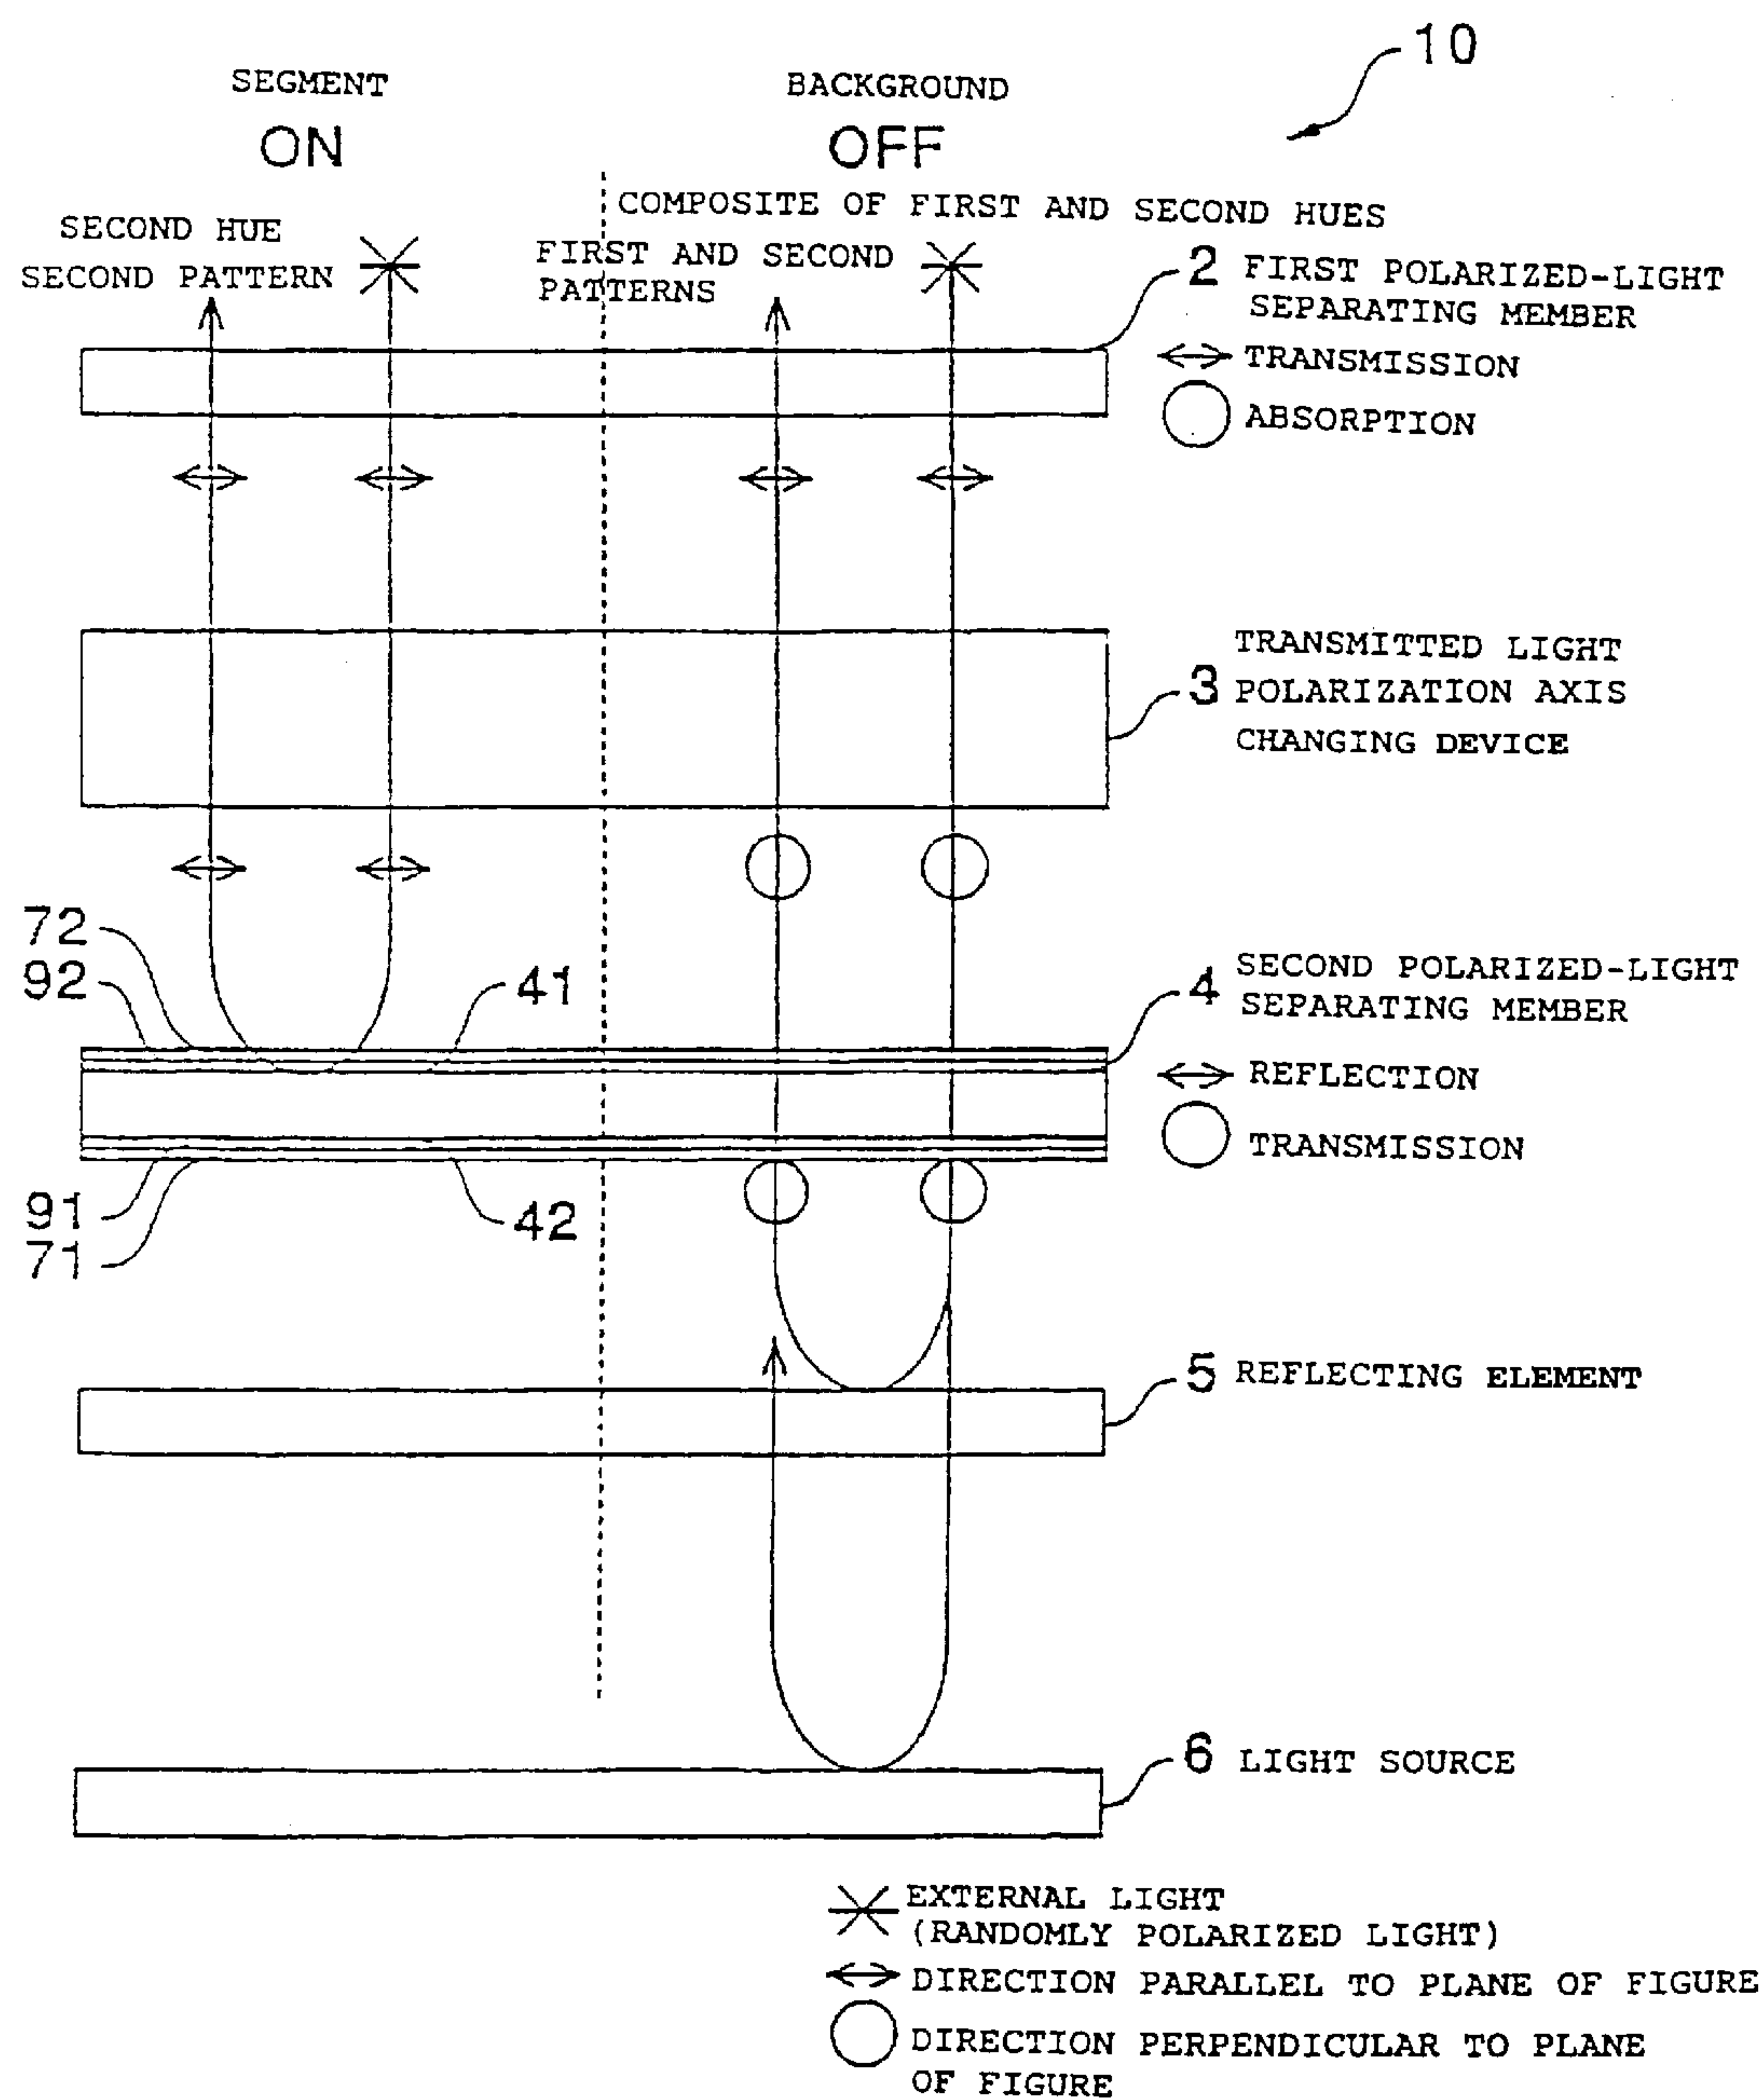 10
SEGMENT
ON
BACKGROUND
OFF
COMPOSITE OF FIRST AND SECOND HUES
SECOND HUE
SECOND PATTERN
FIRST AND SECOND
PATTERNS
2 FIRST POLARIZED-LIGHT
SEPARATING MEMBER
TRANSMISSION
ABSORPTION
3 TRANSMITTED LIGHT
POLARIZATION AXIS
CHANGING DEVICE
72
92
41
4 SECOND POLARIZED-LIGHT
SEPARATING MEMBER
REFLECTION
TRANSMISSION
91
71
42
5 REFLECTING ELEMENT
6 LIGHT SOURCE
EXTERNAL LIGHT
(RANDOMLY POLARIZED LIGHT)
DIRECTION PARALLEL TO PLANE OF FIGURE
DIRECTION PERPENDICULAR TO PLANE
OF FIGURE